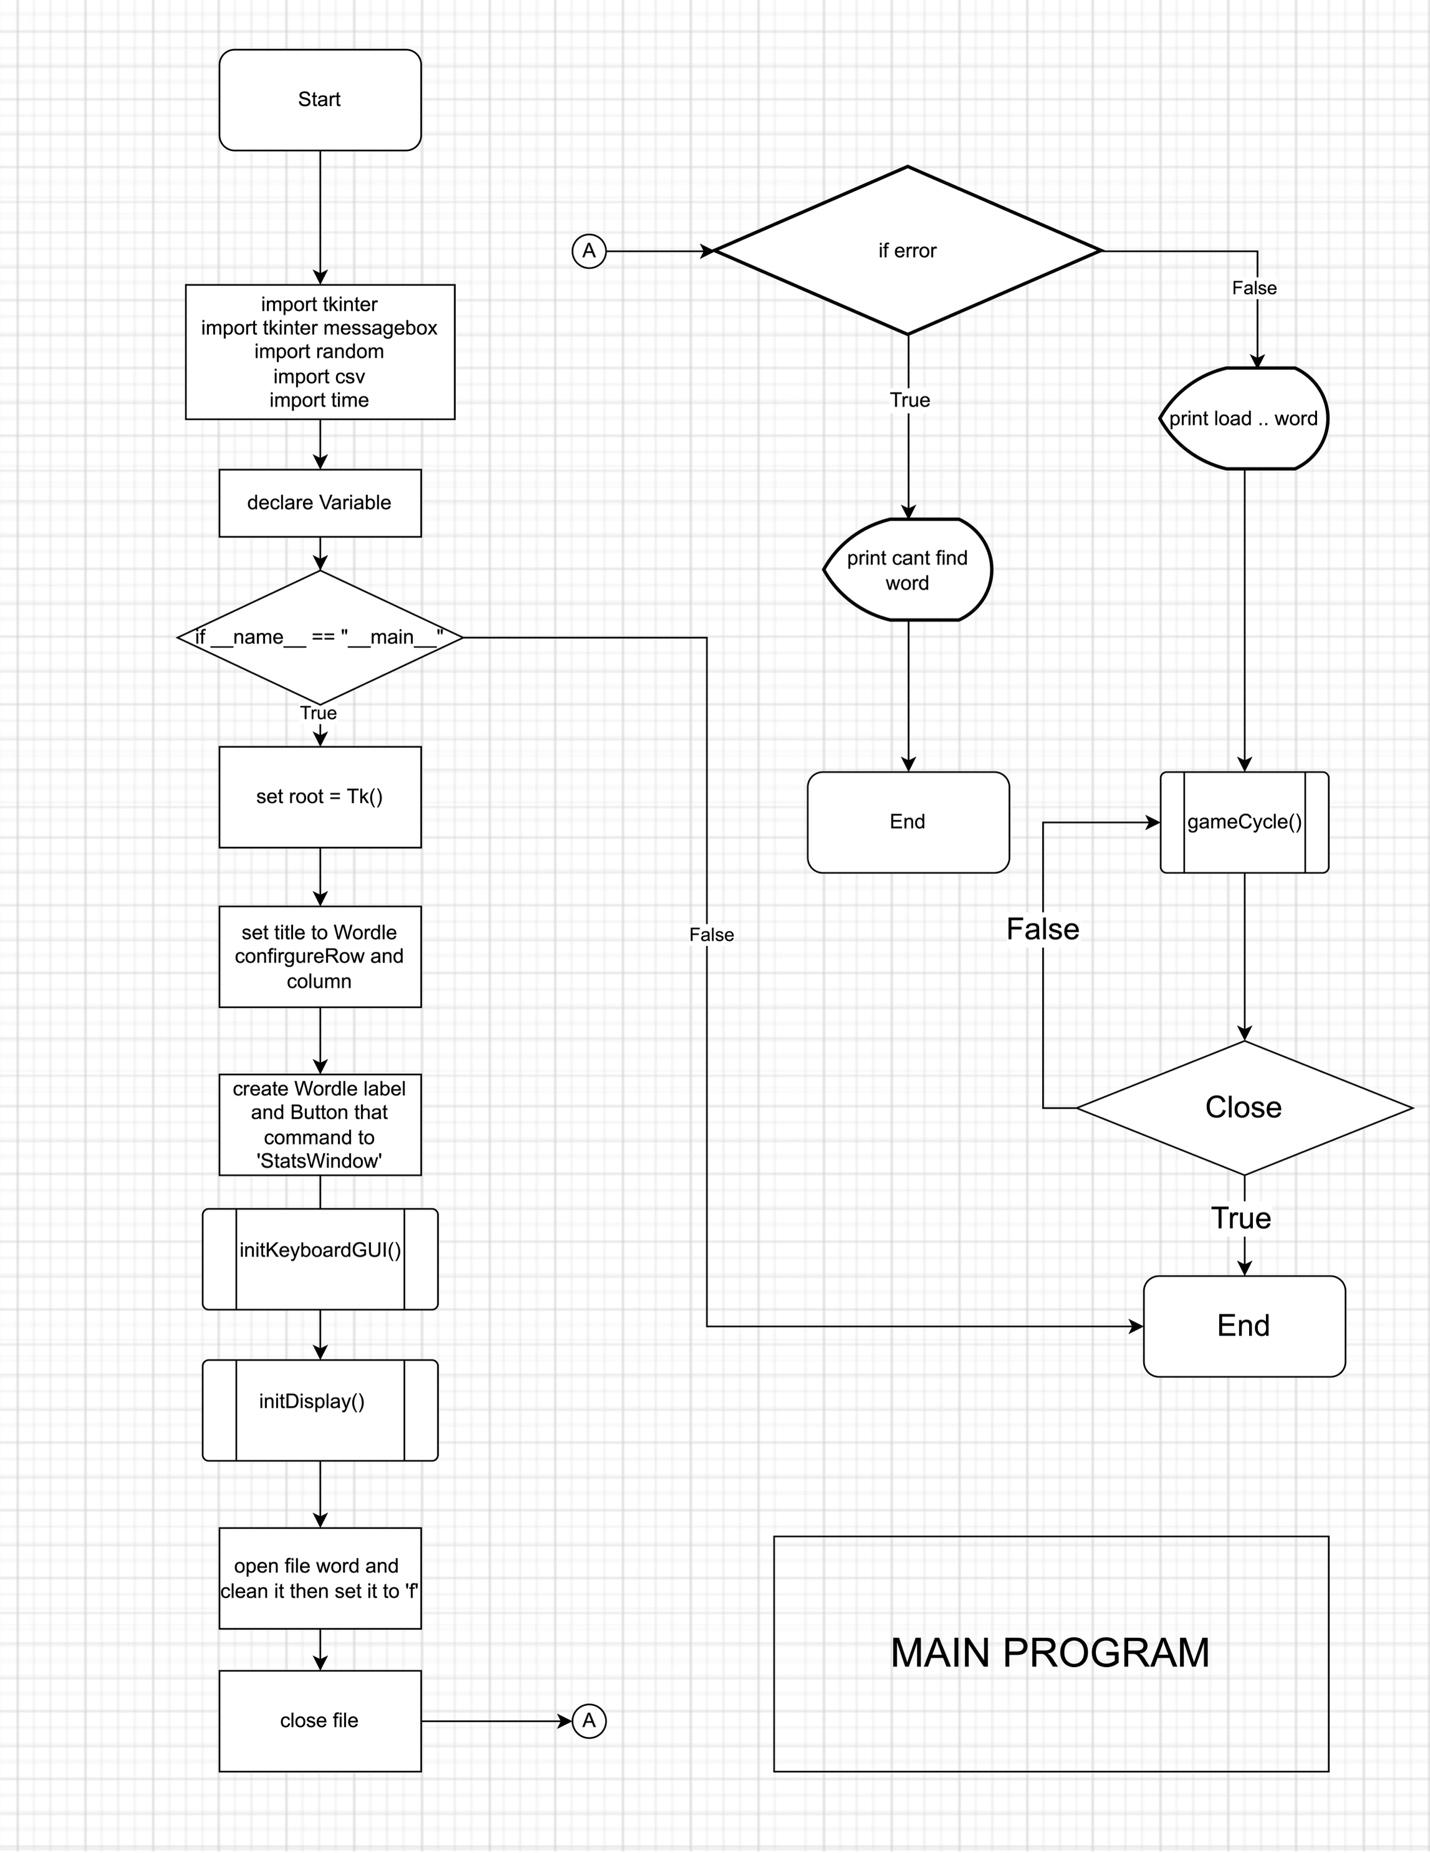 Start
import tkinter
import tkinter messagebox
import random
import csv
import time
declare Variable
if __name__ == "__main__"
True
set root = Tk()
set title to Wordle
confirgureRow and
column
create Wordle label
and Button that
command to
'StatsWindow'
initKeyboardGUI()
initDisplay()
open file word and
clean it then set it to 'f'
close file
A
False
A
if error
True
False
print cant find
word
End
print load .. word
gameCycle()
False
Close
True
End
MAIN PROGRAM